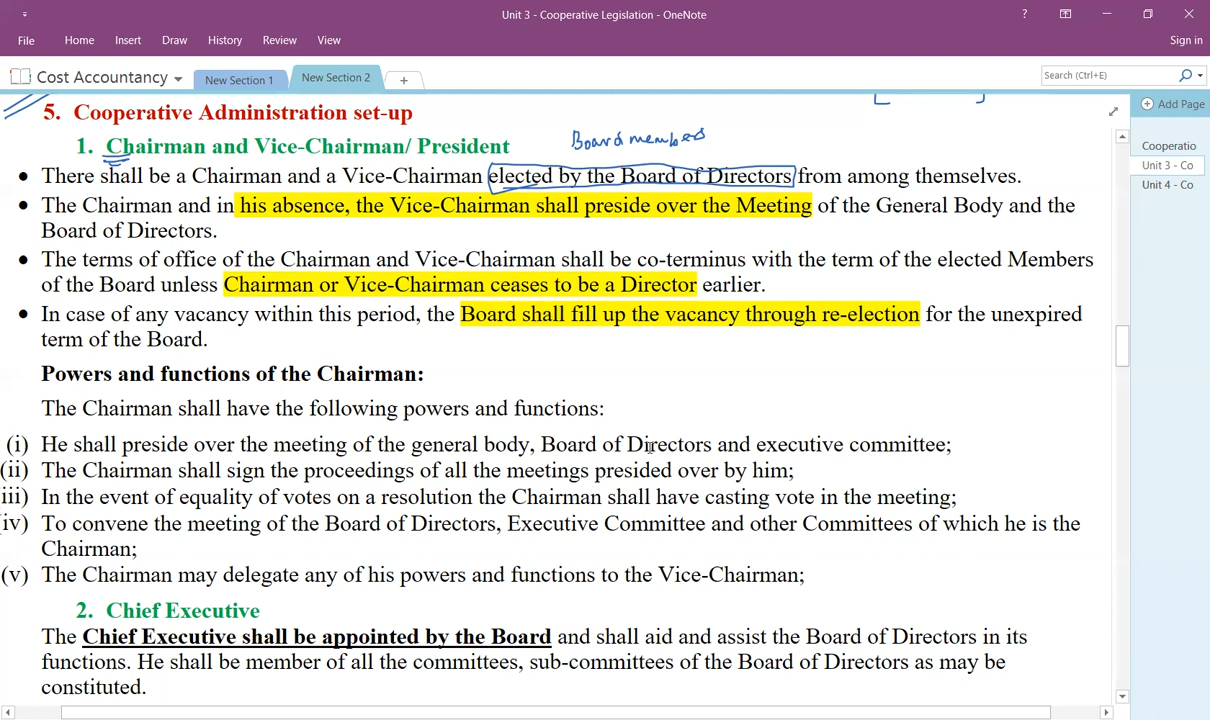 Unit 3 - Cooperative Legislation - OneNote
?
File Home Insert Draw History Review View Sign in
Cost Accountancy New Section 1 New Section 2 + Search (Ctrl+E)
Add Page
5. Cooperative Administration set-up
Cooperatio
Unit 3 - Co
Unit 4 - Co
1. Chairman and Vice-Chairman/ President
Board members
• There shall be a Chairman and a Vice-Chairman elected by the Board of Directors from among themselves.
• The Chairman and in his absence, the Vice-Chairman shall preside over the Meeting of the General Body and the
Board of Directors.
• The terms of office of the Chairman and Vice-Chairman shall be co-terminus with the term of the elected Members
of the Board unless Chairman or Vice-Chairman ceases to be a Director earlier.
• In case of any vacancy within this period, the Board shall fill up the vacancy through re-election for the unexpired
term of the Board.
Powers and functions of the Chairman:
The Chairman shall have the following powers and functions:
(i) He shall preside over the meeting of the general body, Board of Directors and executive committee;
(ii) The Chairman shall sign the proceedings of all the meetings presided over by him;
iii) In the event of equality of votes on a resolution the Chairman shall have casting vote in the meeting;
(iv) To convene the meeting of the Board of Directors, Executive Committee and other Committees of which he is the
Chairman;
(v) The Chairman may delegate any of his powers and functions to the Vice-Chairman;
2. Chief Executive
The Chief Executive shall be appointed by the Board and shall aid and assist the Board of Directors in its
functions. He shall be member of all the committees, sub-committees of the Board of Directors as may be
constituted.